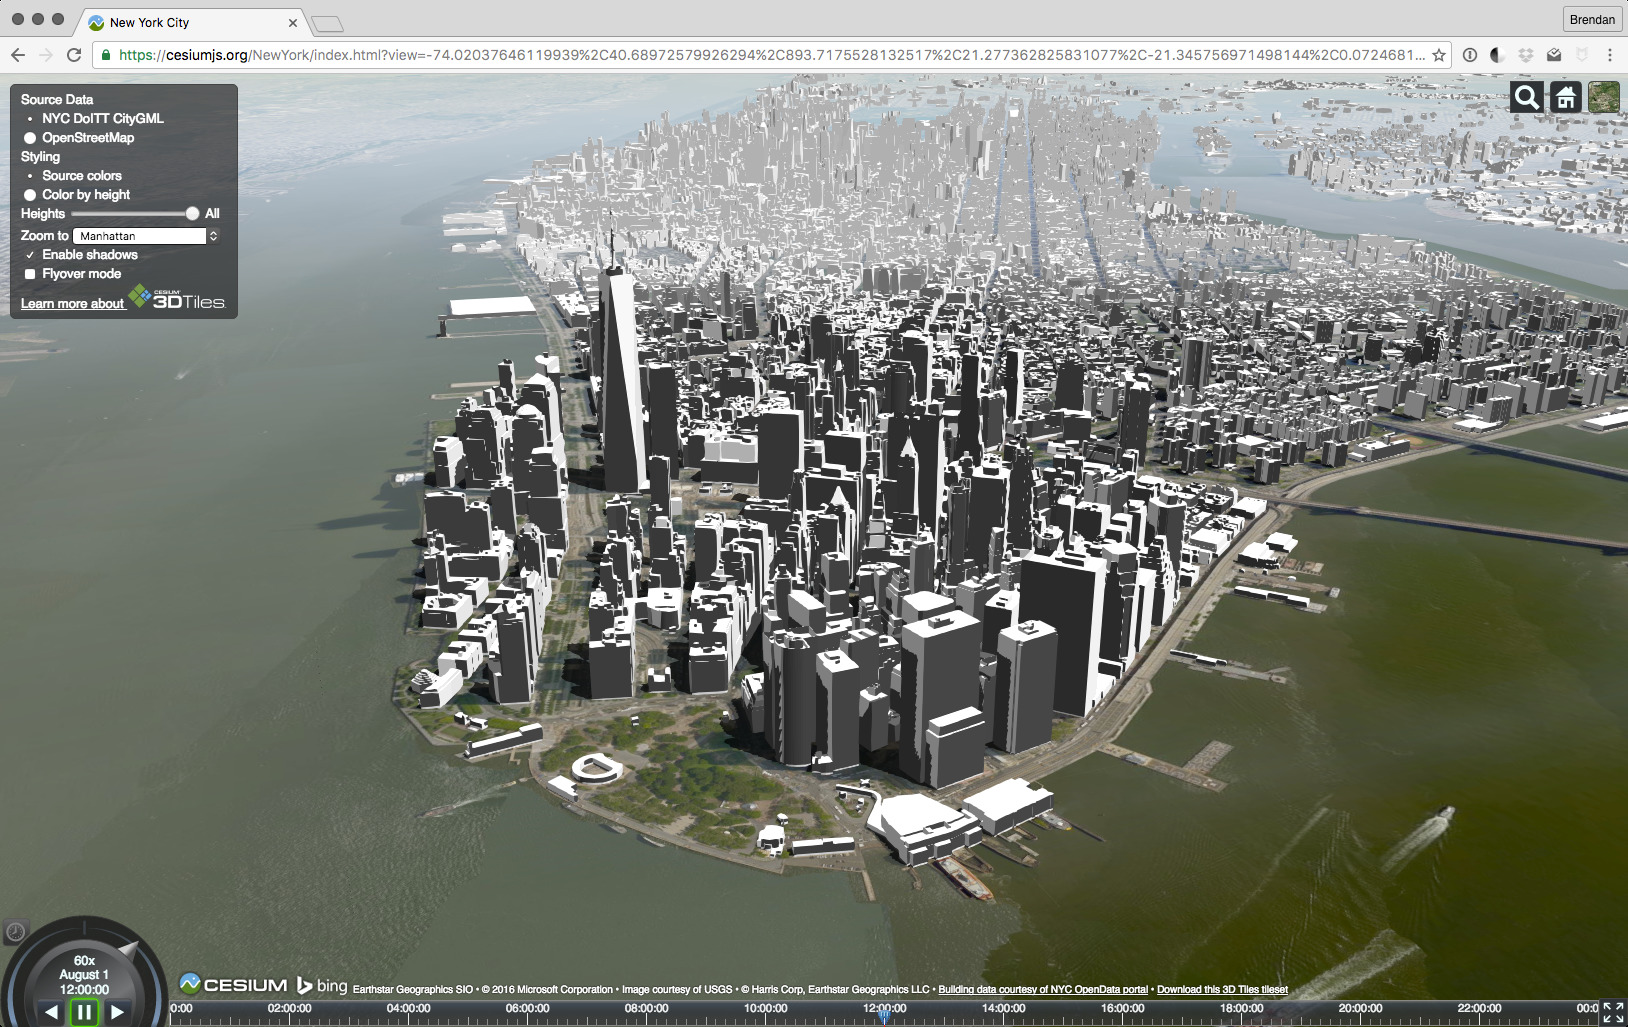 New York City
Brendan
https://cesiumjs.org/NewYork/index.html?view=-74.02037646119939%2C40.68972579926294%2C893.7175528132517%2C21.277362825831077%2C-21.345756971498144%2C0.0724681...
Source Data
NYC DoITT CityGML
OpenStreetMap
Styling
Source colors
Color by height
Heights All
Zoom to Manhattan
Enable shadows
Flyover mode
Learn more about CESIUM 3DTiles
60x
August 1
12:00:00
CESIUM bing Earthstar Geographics SIO • © 2016 Microsoft Corporation • Image courtesy of USGS • © Harris Corp, Earthstar Geographics LLC • Building data courtesy of NYC OpenData portal • Download this 3D Tiles tileset
0:00 02:00:00 04:00:00 06:00:00 08:00:00 10:00:00 12:00:00 14:00:00 16:00:00 18:00:00 20:00:00 22:00:00 00:0